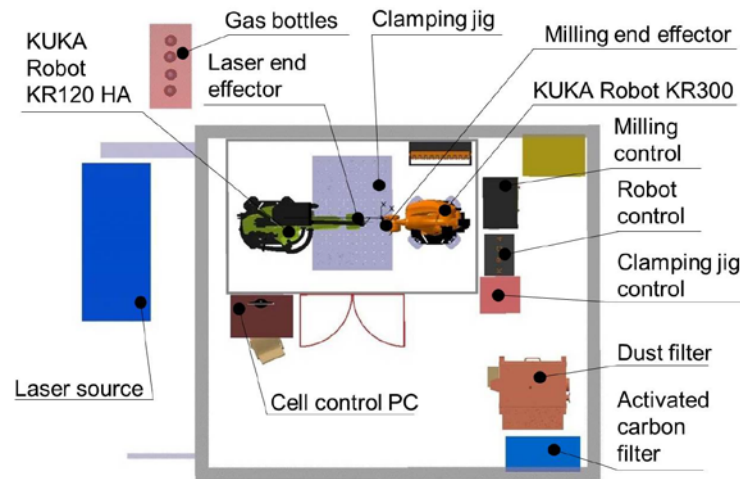 Gas bottles
Clamping jig
Milling end effector
KUKA
Robot
KR120 HA
Laser end
effector
KUKA Robot KR300
Milling
control
Robot
control
Clamping jig
control
Dust filter
Activated
carbon
filter
Laser source
Cell control PC